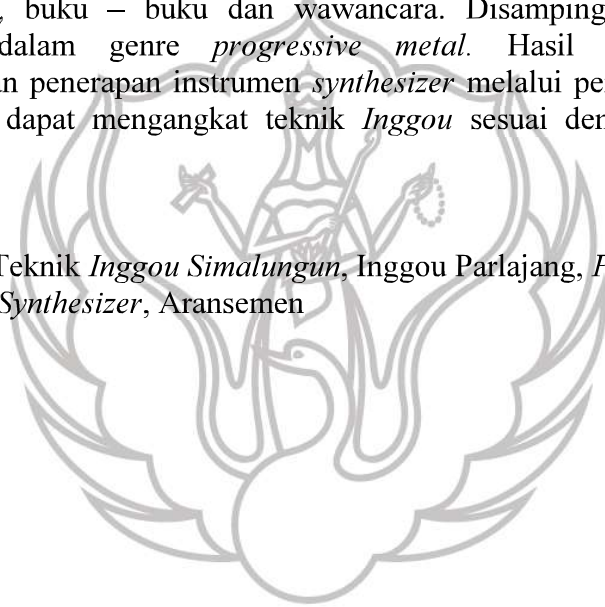 , buku – buku dan wawancara. Disamping
dalam genre progressive metal. Hasil
n penerapan instrumen synthesizer melalui per
dapat mengangkat teknik Inggou sesuai der
Teknik Inggou Simalungun, Inggou Parlajang,
Synthesizer, Aransemen